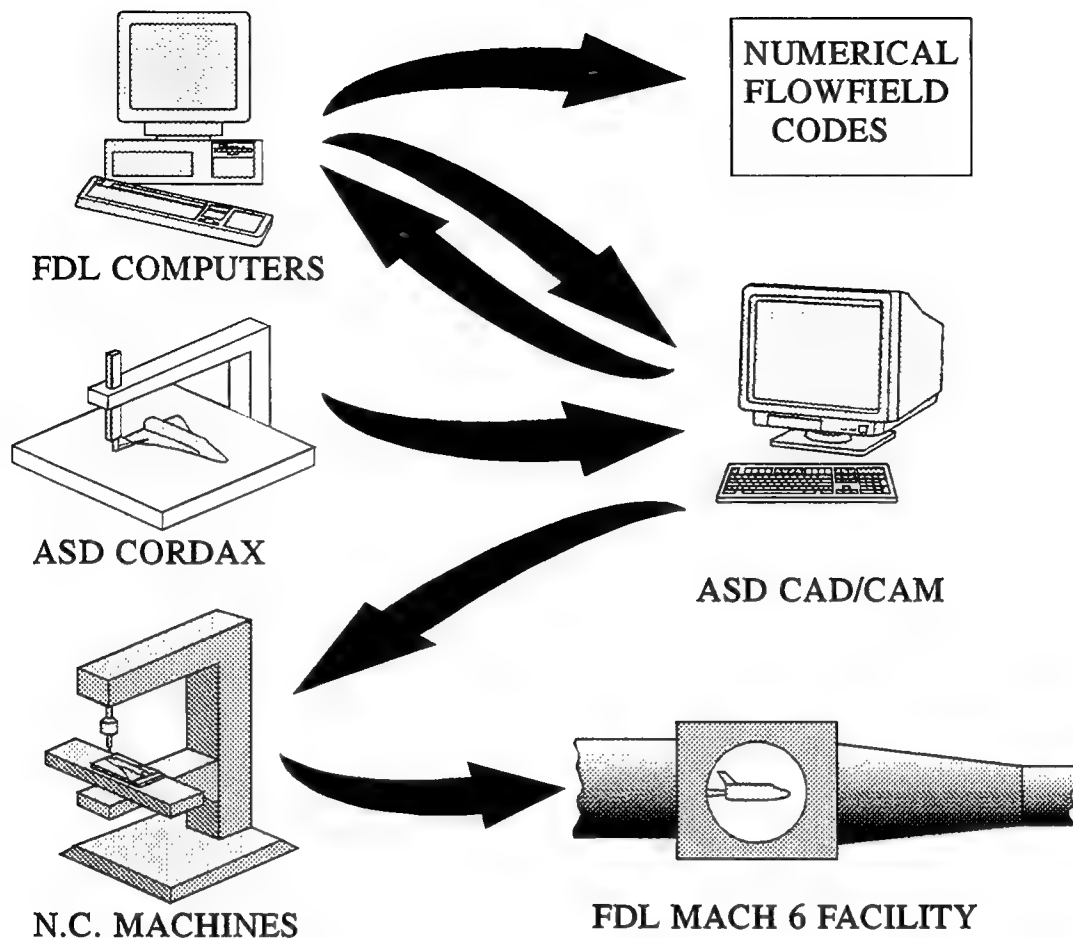 NUMERICAL
FLOWFIELD
CODES
FDL COMPUTERS
ASD CORDAX
ASD CAD/CAM
N.C. MACHINES
FDL MACH 6 FACILITY